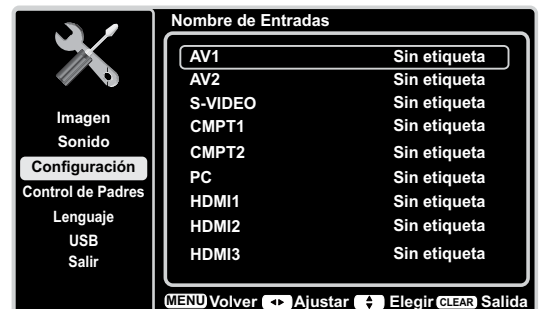 Nombre de Entradas
Imagen
Sonido
Configuración
Control de Padres
Lenguaje
USB
Salir
AV1 Sin etiqueta
AV2 Sin etiqueta
S-VIDEO Sin etiqueta
CMPT1 Sin etiqueta
CMPT2 Sin etiqueta
PC Sin etiqueta
HDMI1 Sin etiqueta
HDMI2 Sin etiqueta
HDMI3 Sin etiqueta
MENU Volver Ajustar Elegir CLEAR Salida